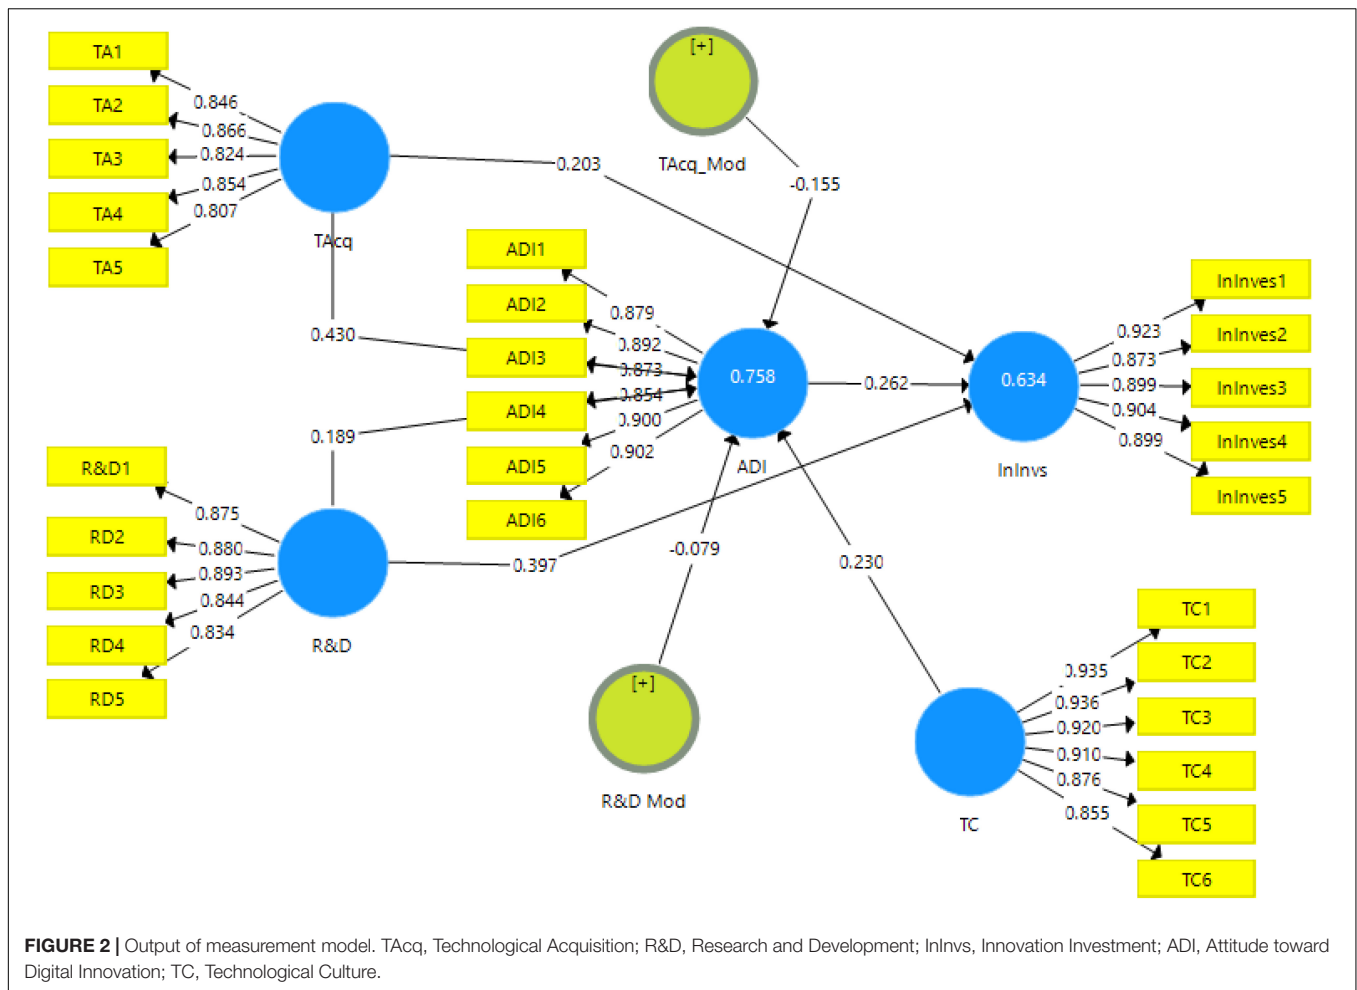 TA1
TA2
TA3
TA4
TA5
0.846
0.866
0.824
0.854
0.807
TAcq
[+]
TAcq_Mod
0.203
-0.155
0.430
0.189
ADI1
ADI2
ADI3
ADI4
ADI5
ADI6
0.879
0.892
0.873
0.854
0.900
0.902
0.758
ADI
0.262
0.634
InInvs
InInves1
InInves2
InInves3
InInves4
InInves5
0.923
0.873
0.899
0.904
0.899
R&D1
RD2
RD3
RD4
RD5
0.875
0.880
0.893
0.844
0.834
R&D
0.397
-0.079
0.230
[+]
R&D Mod
TC
TC1
TC2
TC3
TC4
TC5
TC6
0.935
0.936
0.920
0.910
0.876
0.855
FIGURE 2 | Output of measurement model. TAcq, Technological Acquisition; R&D, Research and Development; InInvs, Innovation Investment; ADI, Attitude toward
Digital Innovation; TC, Technological Culture.